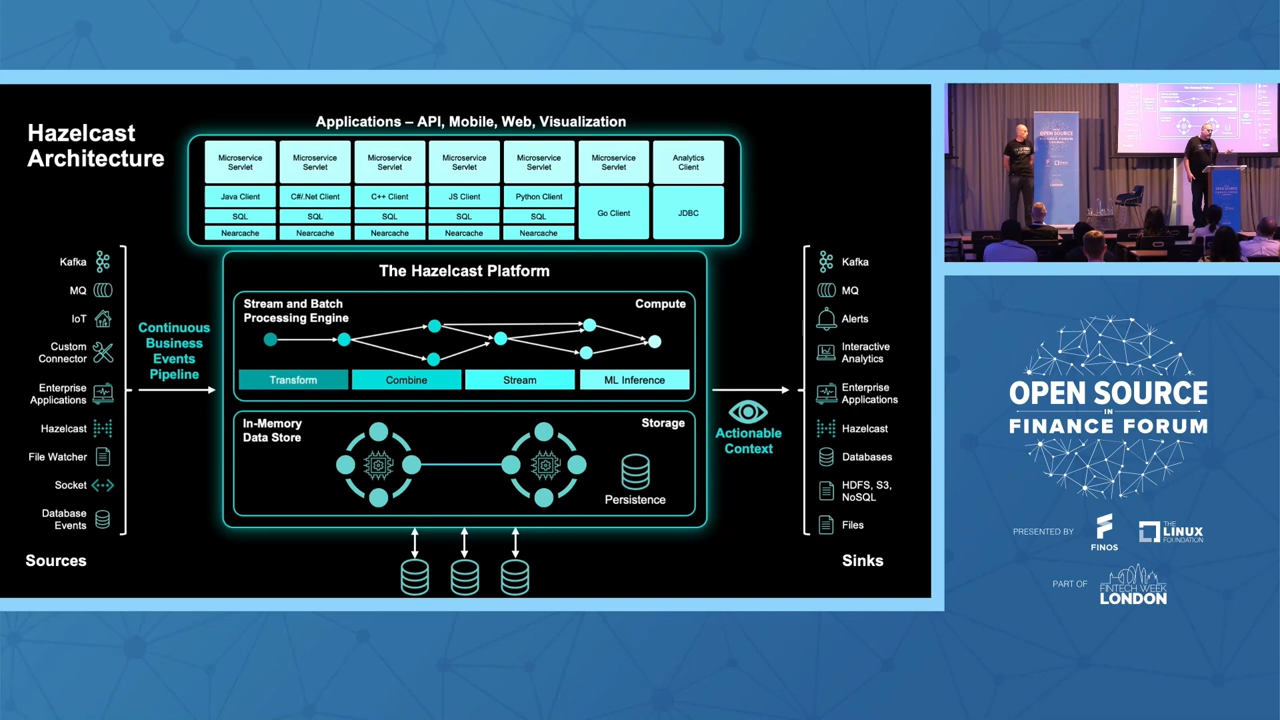 Hazelcast
Architecture
Applications – API, Mobile, Web, Visualization
Microservice
Servlet
Microservice
Servlet
Microservice
Servlet
Microservice
Servlet
Microservice
Servlet
Microservice
Servlet
Analytics
Client
Java Client
C#/.Net Client
C++ Client
JS Client
Python Client
Go Client
JDBC
SQL
SQL
SQL
SQL
SQL
Nearcache
Nearcache
Nearcache
Nearcache
Nearcache
Kafka
MQ
IoT
Custom
Connector
Enterprise
Applications
Hazelcast
File Watcher
Socket
Database
Events
Sources
Continuous
Business
Events
Pipeline
The Hazelcast Platform
Stream and Batch
Processing Engine
Compute
Transform
Combine
Stream
ML Inference
In-Memory
Data Store
Storage
Persistence
Actionable
Context
Kafka
MQ
Alerts
Interactive
Analytics
Enterprise
Applications
Hazelcast
Databases
HDFS, S3,
NoSQL
Files
Sinks
OPEN SOURCE
FINANCE FORUM
OPEN SOURCE
IN
FINANCE FORUM
PRESENTED BY
FINOS
THE
LINUX
FOUNDATION
PART OF
FINTECH WEEK
LONDON